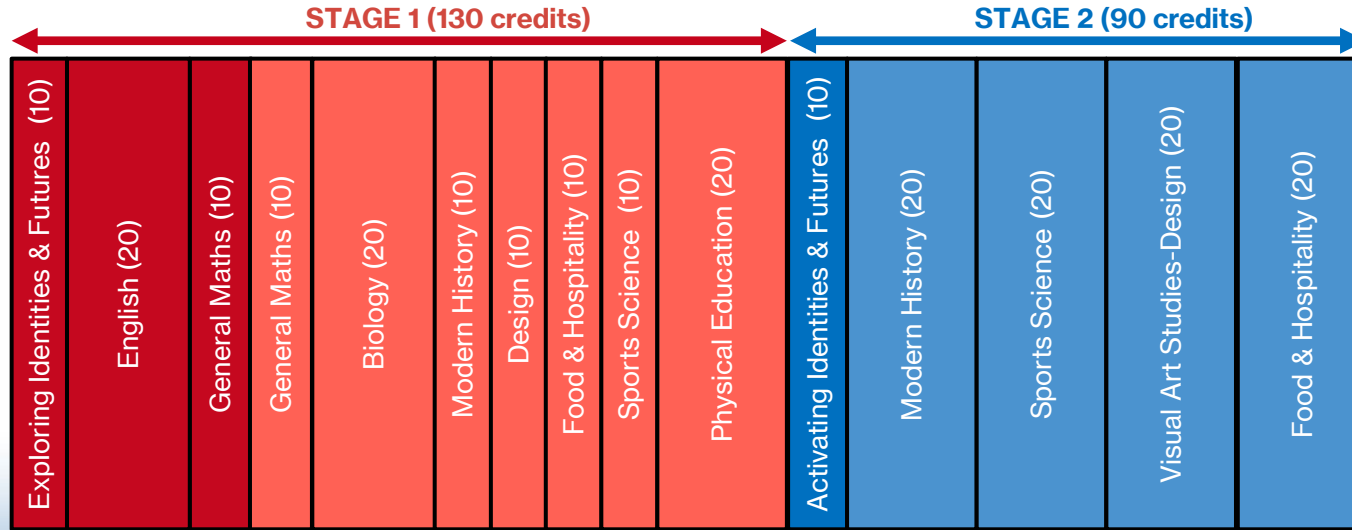 STAGE 1 (130 credits)
STAGE 2 (90 credits)
Exploring Identities & Futures (10)
English (20)
General Maths (10)
General Maths (10)
Biology (20)
Modern History (10)
Design (10)
Food & Hospitality (10)
Sports Science (10)
Physical Education (20)
Activating Identities & Futures (10)
Modern History (20)
Sports Science (20)
Visual Art Studies-Design (20)
Food & Hospitality (20)